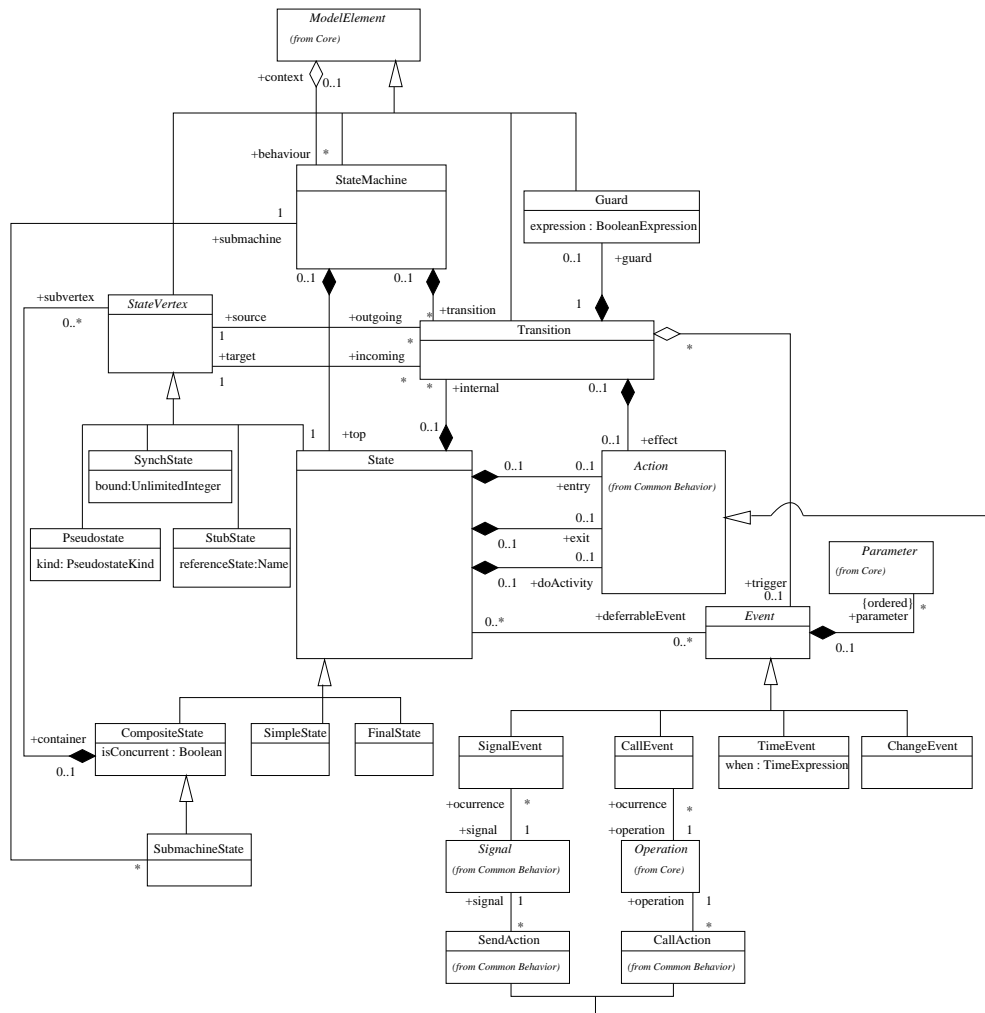 ModelElement
(from Core)
+context
0..1
+behaviour
*
StateMachine
Guard
expression : BooleanExpression
1
+submachine
0..1
+guard
0..1
0..1
+subvertex
0..*
StateVertex
1
+source
+outgoing
+transition
*
Transition
1
*
*
+target
+incoming
1
*
*
+internal
0..1
0..1
1
+top
0..1
+effect
SynchState
bound:UnlimitedInteger
State
Action
(from Common Behavior)
0..1
0..1
+entry
Pseudostate
kind: PseudostateKind
StubState
referenceState:Name
0..1
0..1
+exit
0..1
0..1
+doActivity
Parameter
(from Core)
+trigger
0..1
{ordered}
*
+parameter
0..*
+deferrableEvent
0..*
Event
0..1
+container
0..1
CompositeState
isConcurrent : Boolean
SimpleState
FinalState
SignalEvent
CallEvent
TimeEvent
when : TimeExpression
ChangeEvent
+ocurrence
*
+ocurrence
*
+signal
1
+operation
1
SubmachineState
*
Signal
(from Common Behavior)
Operation
(from Core)
+signal
1
+operation
1
*
*
SendAction
(from Common Behavior)
CallAction
(from Common Behavior)